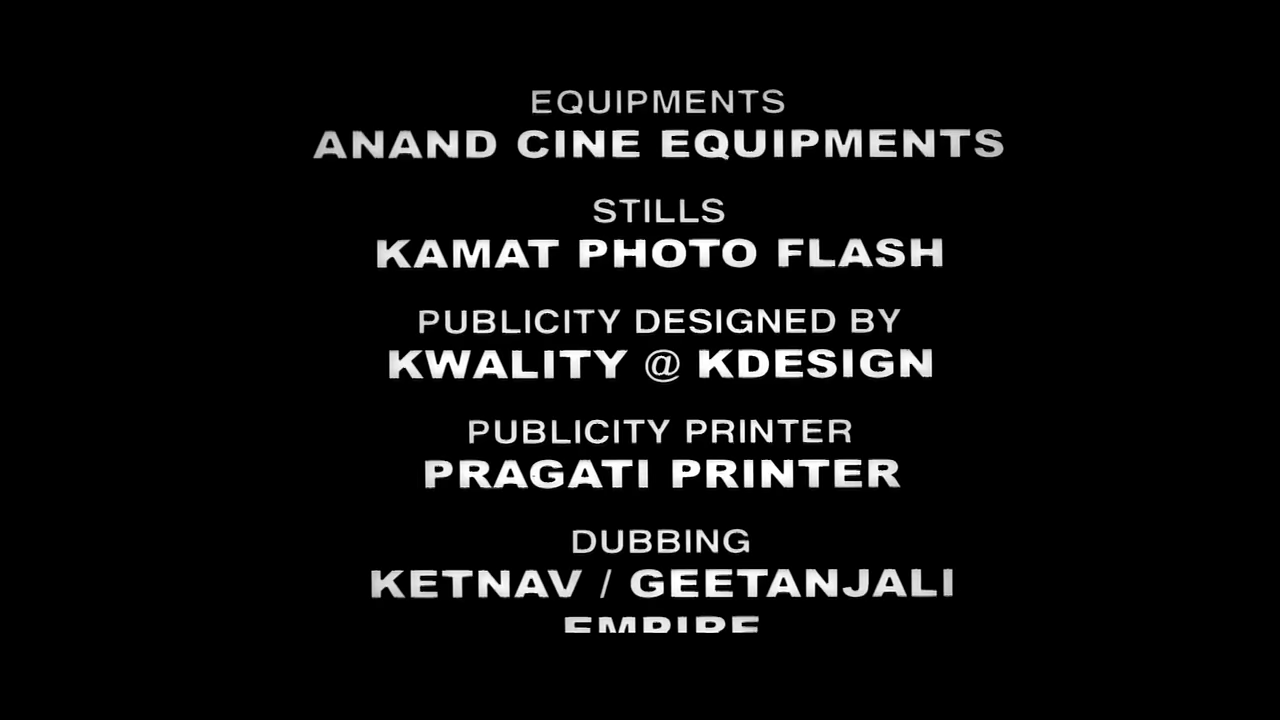 EQUIPMENTS
ANAND CINE EQUIPMENTS
STILLS
KAMAT PHOTO FLASH
PUBLICITY DESIGNED BY
KWALITY @ KDESIGN
PUBLICITY PRINTER
PRAGATI PRINTER
DUBBING
KETNAV / GEETANJALI
EMPIRE